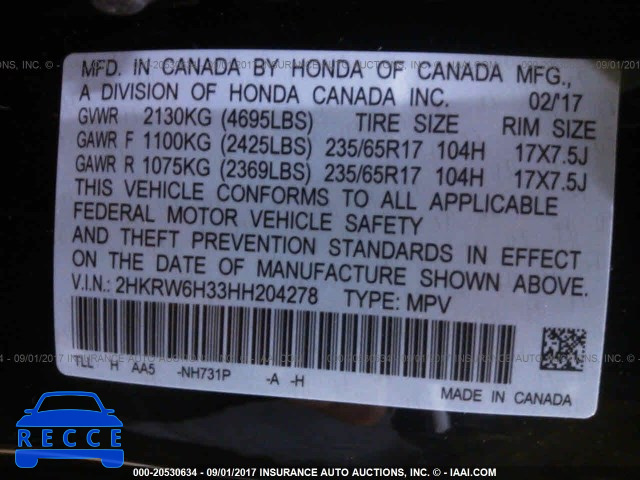 MFD. IN CANADA BY HONDA OF CANADA MFG.,
A DIVISION OF HONDA CANADA INC. 02/'17
GVWR 2130KG (4695LBS) TIRE SIZE RIM SIZE
GAWR F 1100KG (2425LBS) 235/65R17 104H 17X7.5J
GAWR R 1075KG (2369LBS) 235/65R17 104H 17X7.5J
THIS VEHICLE CONFORMS TO ALL APPLICABLE
FEDERAL MOTOR VEHICLE SAFETY
AND THEFT PREVENTION STANDARDS IN EFFECT
ON THE DATE OF MANUFACTURE SHOWN ABOVE.
V.I.N.: 2HKRW6H33HH204278 TYPE: MPV
TLL H AA5 -NH731P -A -H
MADE IN CANADA
RECCE
000-20530634 - 09/01/2017 INSURANCE AUTO AUCTIONS, INC. - © IAAI.COM